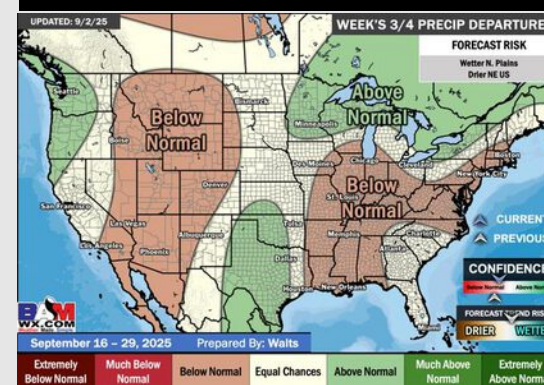 UPDATED: 9/2/25
WEEK'S 3/4 PRECIP DEPARTURE
FORECAST RISK
Wetter N. Plains
Drier NE US
Seattle
Above
Normal
Bismarck
Minneapolis
Below
Normal
Boise
Des Moines
Chicago
Cleveland
Boston
New York City
San Francisco
Denver
Below
Normal
St. Louis
Las Vegas
Albuquerque
Tulsa
Memphis
Charlotte
Los Angeles
Phoenix
Dallas
Atlanta
Houston
New Orleans
Miami
CURRENT
PREVIOUS
CONFIDENCE
Below Normal
Above Nor
FORECAST TREND RIS
DRIER
WETTE
BAM
WX.COM
September 16 – 29, 2025
Prepared By: Walts
Extremely
Below Normal
Much Below
Normal
Below Normal
Equal Chances
Above Normal
Much Above
Normal
Extremely
Above Normal